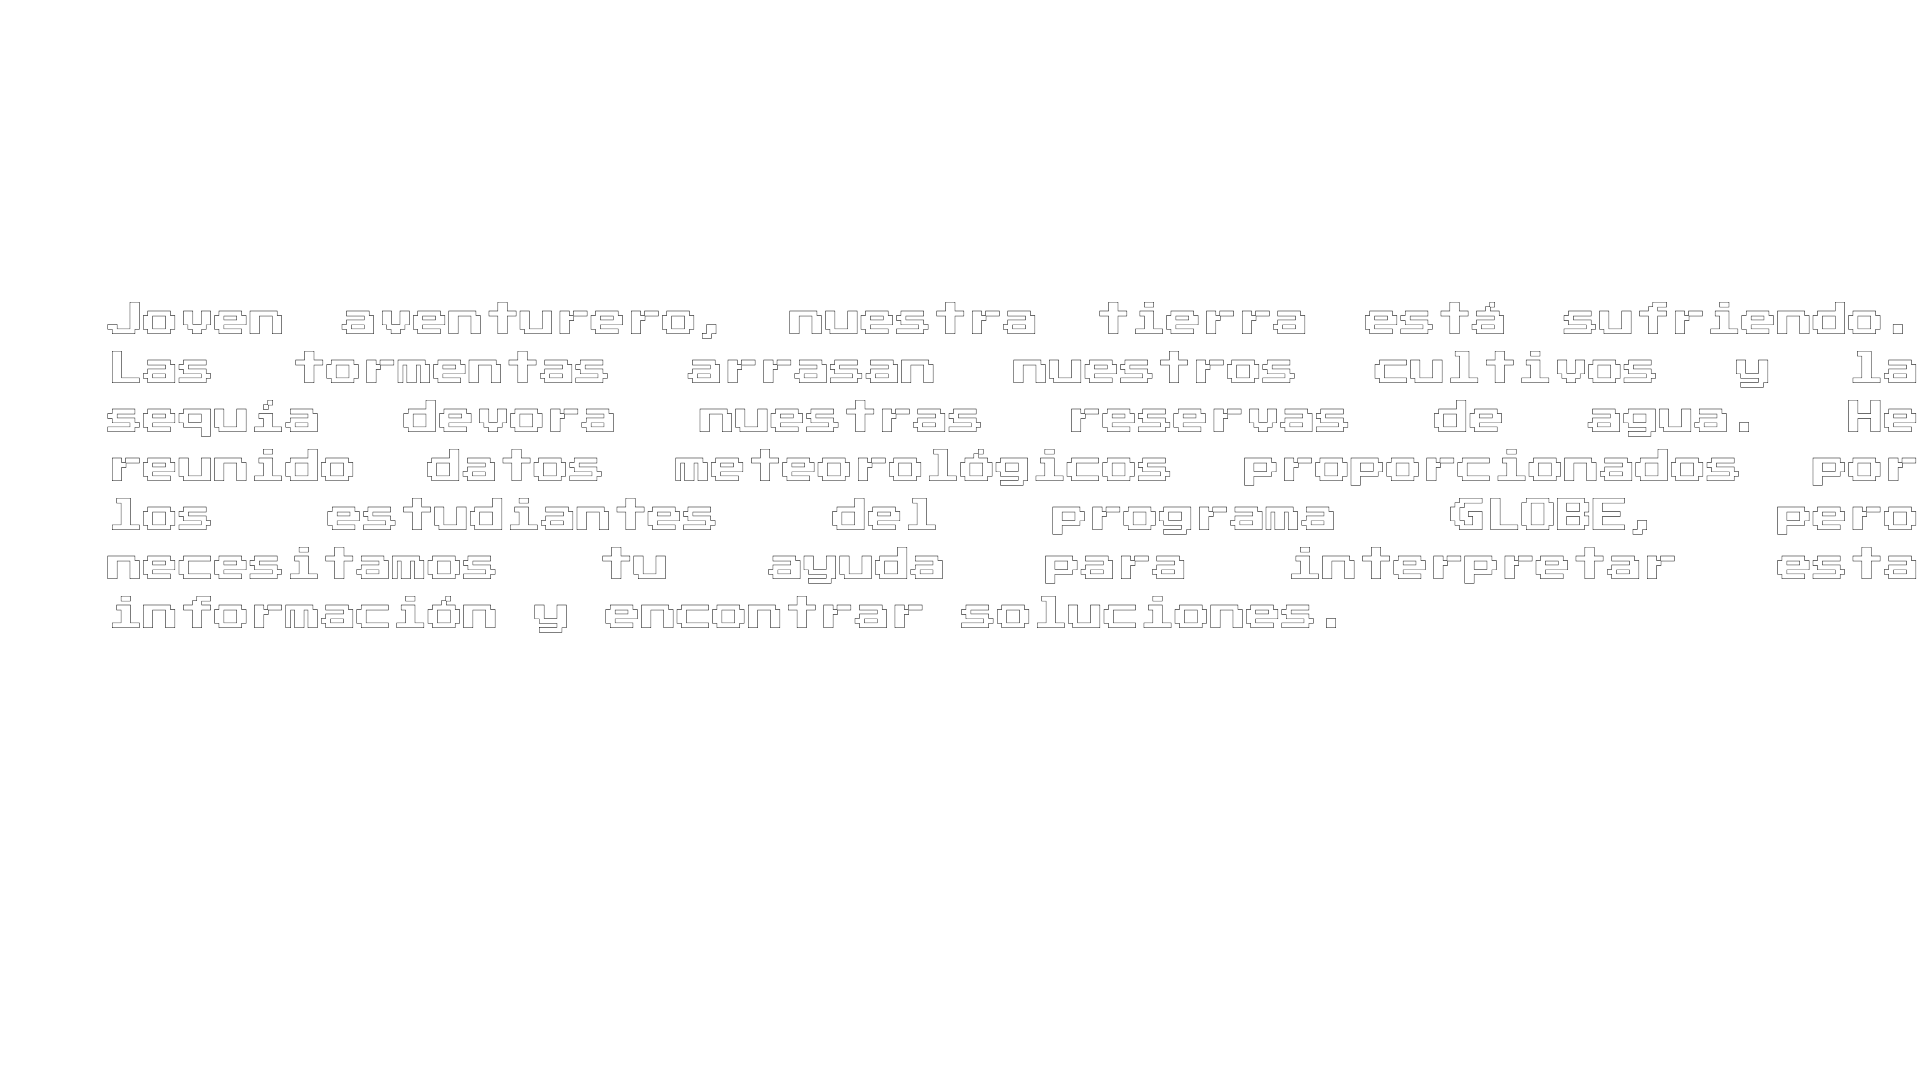 Joven aventurero, nuestra tierra está sufriendo.
Las tormentas arrasan nuestros cultivos y la
sequía devora nuestras reservas de agua. He
reunido datos meteorológicos proporcionados por
los estudiantes del programa GLOBE, pero
necesitamos tu ayuda para interpretar esta
información y encontrar soluciones.